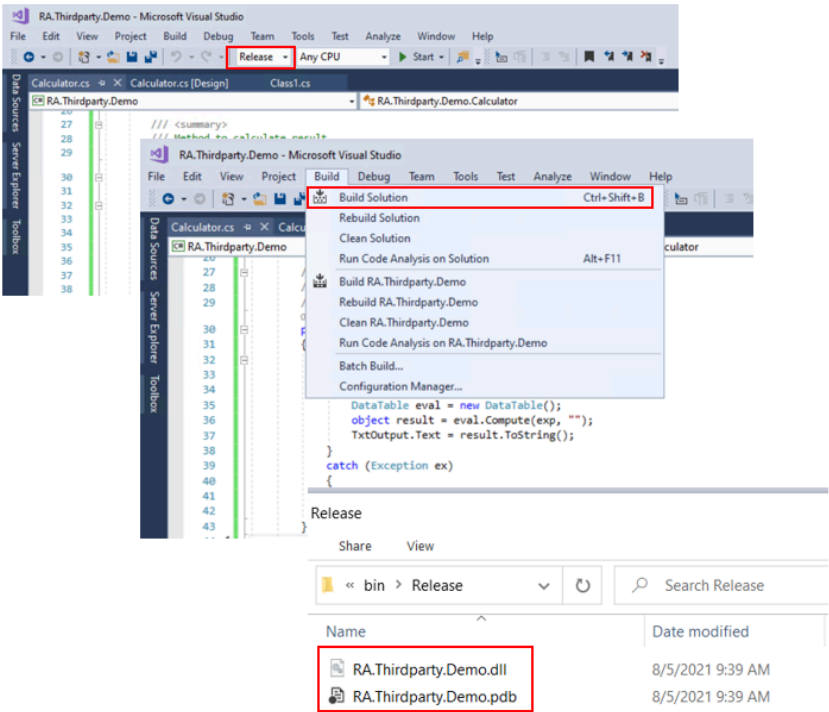 RA.Thirdparty.Demo - Microsoft Visual Studio
File Edit View Project Build Debug Team Tools Test Analyze Window Help
Release Any CPU Start
Calculator.cs Calculator.cs [Design] Class1.cs
RA.Thirdparty.Demo RA.Thirdparty.Demo.Calculator
Data Sources
Server Explorer
Toolbox
27 /// <summary>
28 /// Method to calculate result
29
30
31
32
33
34
35
36
37
38
RA.Thirdparty.Demo - Microsoft Visual Studio
File Edit View Project Build Debug Team Tools Test Analyze Window Help
Build Solution Ctrl+Shift+B
Rebuild Solution
Clean Solution
Run Code Analysis on Solution Alt+F11
Build RA.Thirdparty.Demo
Rebuild RA.Thirdparty.Demo
Clean RA.Thirdparty.Demo
Run Code Analysis on RA.Thirdparty.Demo
Batch Build...
Configuration Manager...
Calculator.cs Calcu
RA.Thirdparty.Demo culator
Data Sources
Server Explorer
Toolbox
27
28
29
30
31 {
32
33
34
35 DataTable eval = new DataTable();
36 object result = eval.Compute(exp, "");
37 TxtOutput.Text = result.ToString();
38 }
39 catch (Exception ex)
40 {
41
42
43 }
Release
Share View
« bin > Release Search Release
Name Date modified
RA.Thirdparty.Demo.dll 8/5/2021 9:39 AM
RA.Thirdparty.Demo.pdb 8/5/2021 9:39 AM